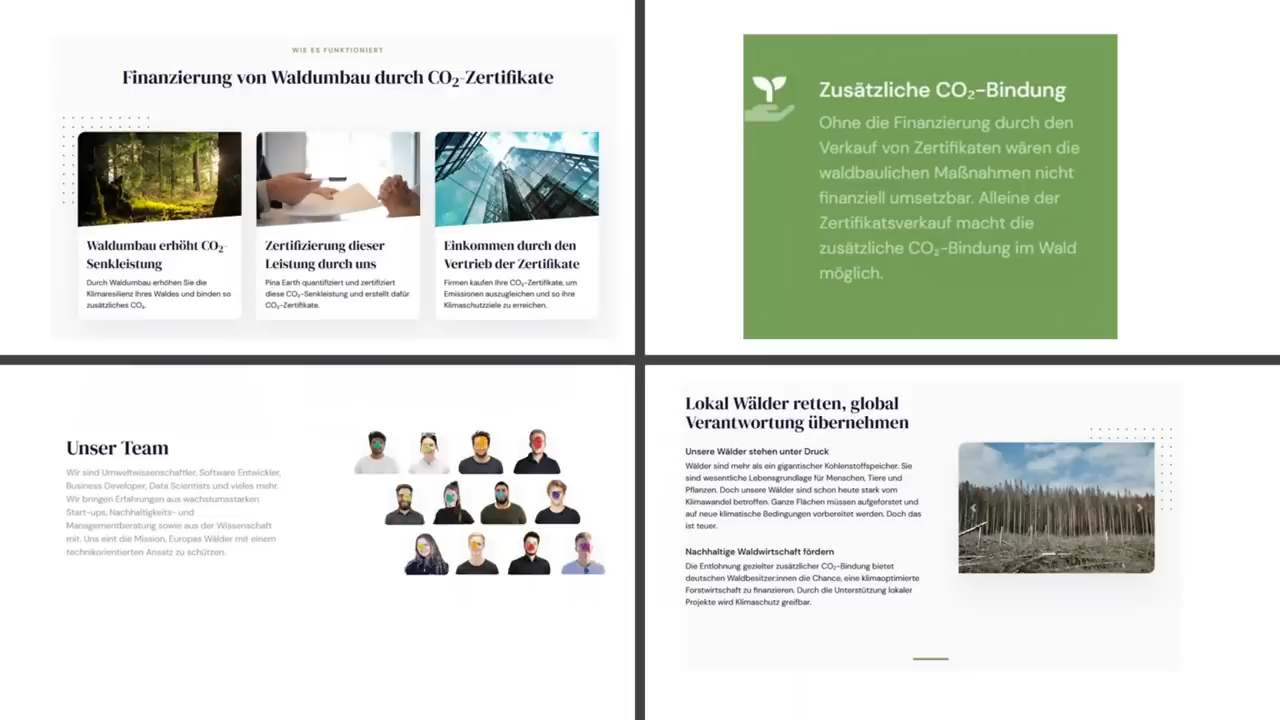 WIE ES FUNKTIONIERT
Finanzierung von Waldumbau durch CO₂-Zertifikate
Waldumbau erhöht CO₂-
Senkleistung
Durch Waldumbau erhöhen Sie die
Klimaresilienz Ihres Waldes und binden so
zusätzliches CO₂.
Zertifizierung dieser
Leistung durch uns
Pina Earth quantifiziert und zertifiziert
diese CO₂-Senkleistung und erstellt dafür
CO₂-Zertifikate.
Einkommen durch den
Vertrieb der Zertifikate
Firmen kaufen Ihre CO₂-Zertifikate, um
Emissionen auszugleichen und so ihre
Klimaschutzziele zu erreichen.
Zusätzliche CO₂-Bindung
Ohne die Finanzierung durch den
Verkauf von Zertifikaten wären die
waldbaulichen Maßnahmen nicht
finanziell umsetzbar. Alleine der
Zertifikatsverkauf macht die
zusätzliche CO₂-Bindung im Wald
möglich.
Unser Team
Wir sind Umweltwissenschaftler, Software Entwickler,
Business Developer, Data Scientists und vieles mehr.
Wir bringen Erfahrungen aus wachstumsstarken
Start-ups, Nachhaltigkeits- und
Managementberatung sowie aus der Wissenschaft
mit. Uns eint die Mission, Europas Wälder mit einem
technikorientierten Ansatz zu schützen.
Lokal Wälder retten, global
Verantwortung übernehmen
Unsere Wälder stehen unter Druck
Wälder sind mehr als ein gigantischer Kohlenstoffspeicher. Sie
sind wesentliche Lebensgrundlage für Menschen, Tiere und
Pflanzen. Doch unsere Wälder sind schon heute stark vom
Klimawandel betroffen. Ganze Flächen müssen aufgeforstet und
auf neue klimatische Bedingungen vorbereitet werden. Doch das
ist teuer.
Nachhaltige Waldwirtschaft fördern
Die Entlohnung gezielter zusätzlicher CO₂-Bindung bietet
deutschen Waldbesitzer:innen die Chance, eine klimaoptimierte
Forstwirtschaft zu finanzieren. Durch die Unterstützung lokaler
Projekte wird Klimaschutz greifbar.